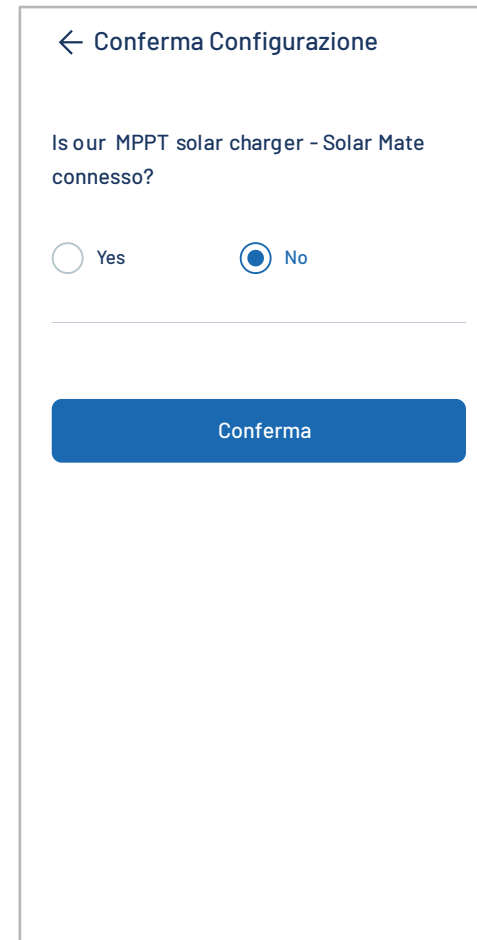 Conferma Configurazione
Is our MPPT solar charger - Solar Mate
connesso?
Yes
No
Conferma